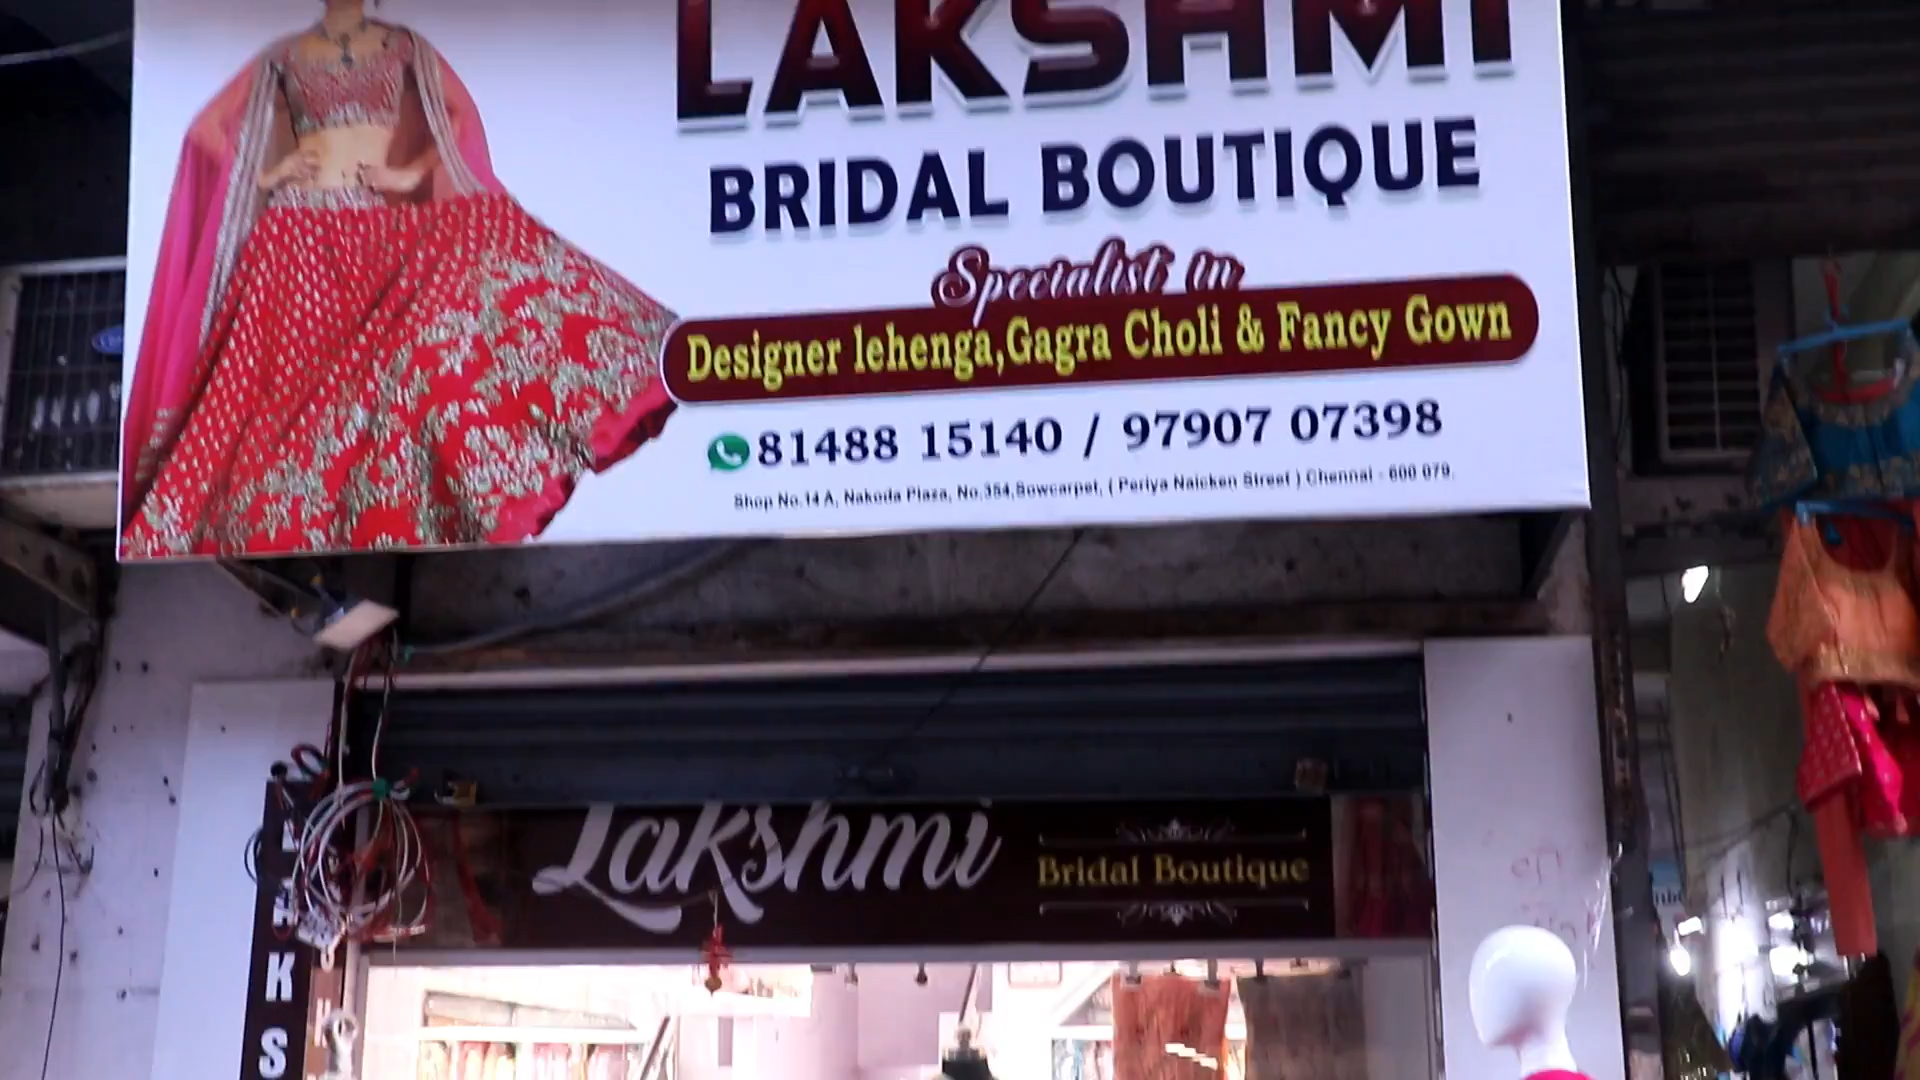 LAKSHMI
BRIDAL BOUTIQUE
Specialist in
Designer lehenga,Gagra Choli & Fancy Gown
81488 15140 / 97907 07398
Shop No.14 A, Nakoda Plaza, No.354,Sowcarpet, ( Periya Naicken Street ) Chennai - 600 079.
Lakshmi
Bridal Boutique
L
A
K
S